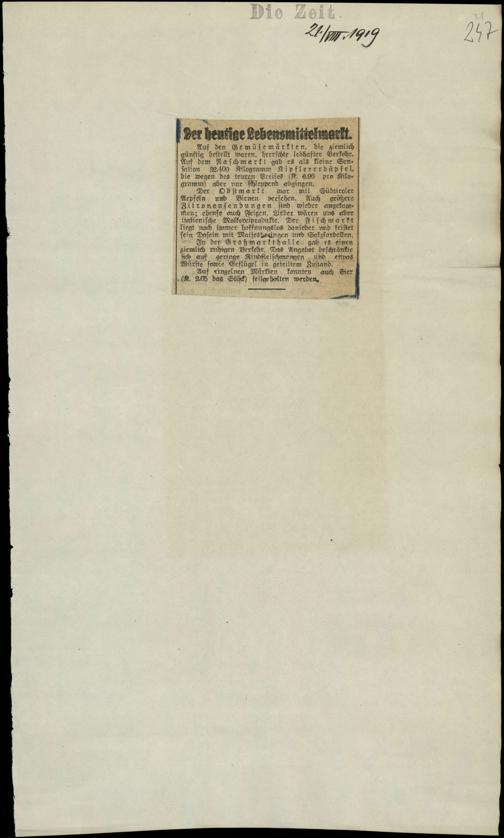 Die Zeit.
21/VIII. 1919
247
Der heutige Lebensmittelmarkt.
Auf den Gemüsemärkten, die ziemlich
günstig bestellt waren, herrschte lebhafter Verkehr.
Auf dem Naschmarkt gab es als kleine Sen-
sation 32.400 Kilogramm Kipflererdäpfel,
die wegen des teuren Preises (K. 6.96 pro Kilo-
gramm) aber nur schleppend abgingen.
Der Obstmarkt war mit Südtiroler
Aepfeln und Birnen versehen. Auch größere
Zitronensendungen sind wieder angekom-
men; ebenso auch Feigen. Lieber wären uns aber
italienische Molkereiprodukte. Der Fischmarkt
liegt noch immer hoffnungslos danieder und fristet
sein Dasein mit Matjesheringen und Salzsardellen.
In der Großmarkthalle gab es einen
ziemlich ruhigen Verkehr. Das Angebot beschränkte
sich auf geringe Rindfleischmengen und etwas
Würste sowie Geflügel in geteiltem Zustand.
Auf einzelnen Märkten konnten auch Eier
(K. 2.05 das Stück) feilgehalten werden.